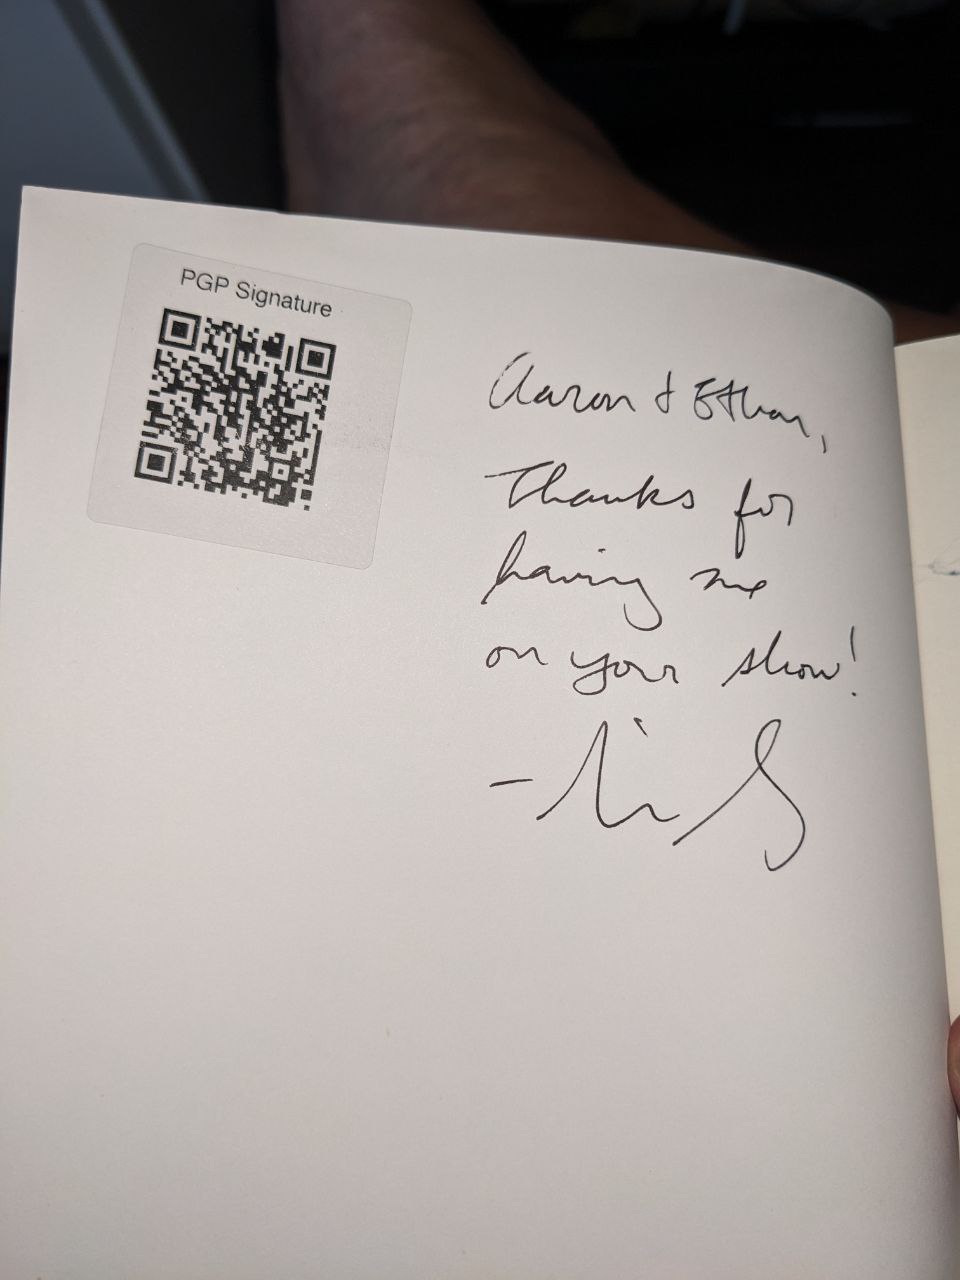 PGP Signature
Aaron & Ethan,
Thanks for
having me
on your show!